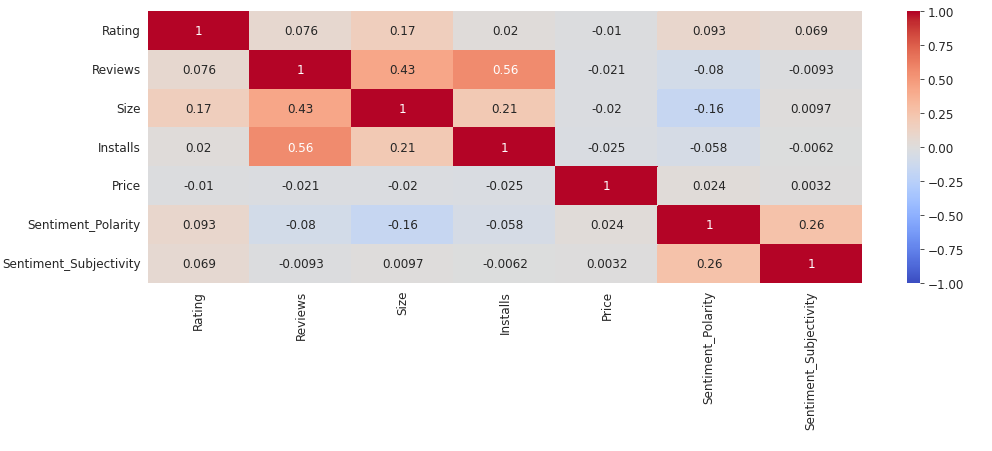 Rating 1 0.076 0.17 0.02 -0.01 0.093 0.069
Reviews 0.076 1 0.43 0.56 -0.021 -0.08 -0.0093
Size 0.17 0.43 1 0.21 -0.02 -0.16 0.0097
Installs 0.02 0.56 0.21 1 -0.025 -0.058 -0.0062
Price -0.01 -0.021 -0.02 -0.025 1 0.024 0.0032
Sentiment_Polarity 0.093 -0.08 -0.16 -0.058 0.024 1 0.26
Sentiment_Subjectivity 0.069 -0.0093 0.0097 -0.0062 0.0032 0.26 1
Rating
Reviews
Size
Installs
Price
Sentiment_Polarity
Sentiment_Subjectivity
1.00
0.75
0.50
0.25
0.00
−0.25
−0.50
−0.75
−1.00